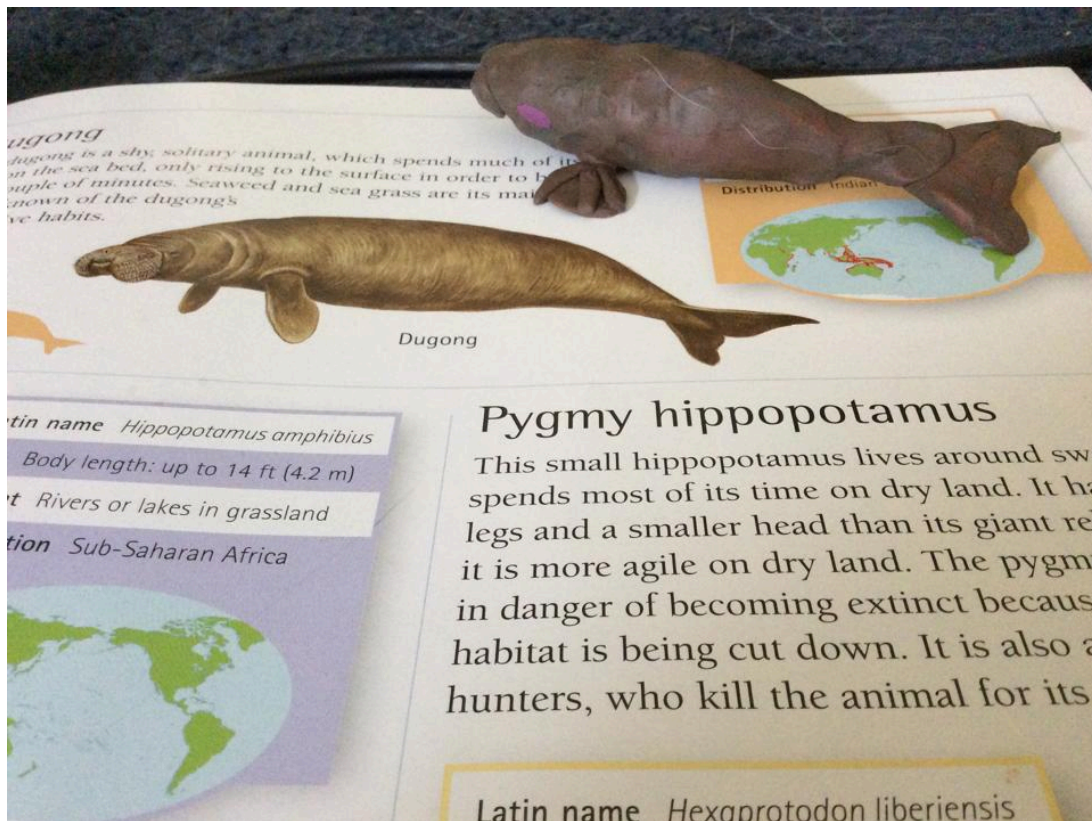 ugong
dugong is a shy, solitary animal, which spends much of it
on the sea bed, only rising to the surface in order to b
ouple of minutes. Seaweed and sea grass are its mai
nown of the dugong's
ve habits.
Distribution Indian
Dugong
tin name Hippopotamus amphibius
Body length: up to 14 ft (4.2 m)
at Rivers or lakes in grassland
tion Sub-Saharan Africa
Pygmy hippopotamus
This small hippopotamus lives around sw
spends most of its time on dry land. It ha
legs and a smaller head than its giant re
it is more agile on dry land. The pygm
in danger of becoming extinct becaus
habitat is being cut down. It is also a
hunters, who kill the animal for its
Latin name Hexaprotodon liberiensis